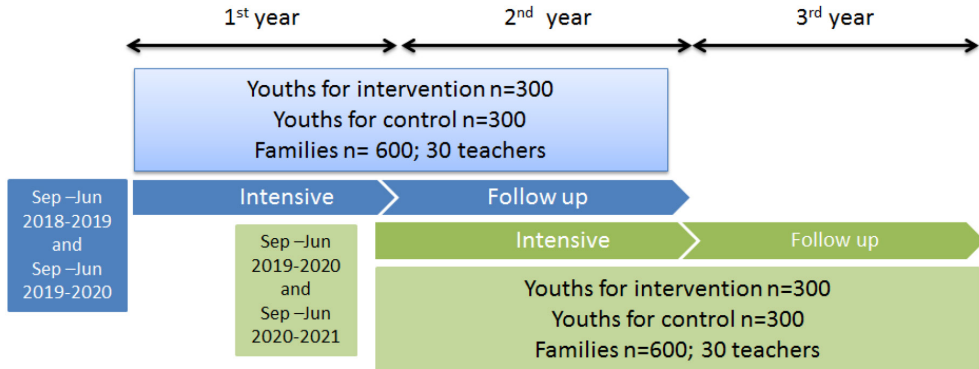 1st year
2nd year
3rd year
Youths for intervention n=300
Youths for control n=300
Families n= 600; 30 teachers
Sep –Jun
2018-2019
and
Sep –Jun
2019-2020
Intensive
Follow up
Sep –Jun
2019-2020
and
Sep –Jun
2020-2021
Intensive
Follow up
Youths for intervention n=300
Youths for control n=300
Families n=600; 30 teachers